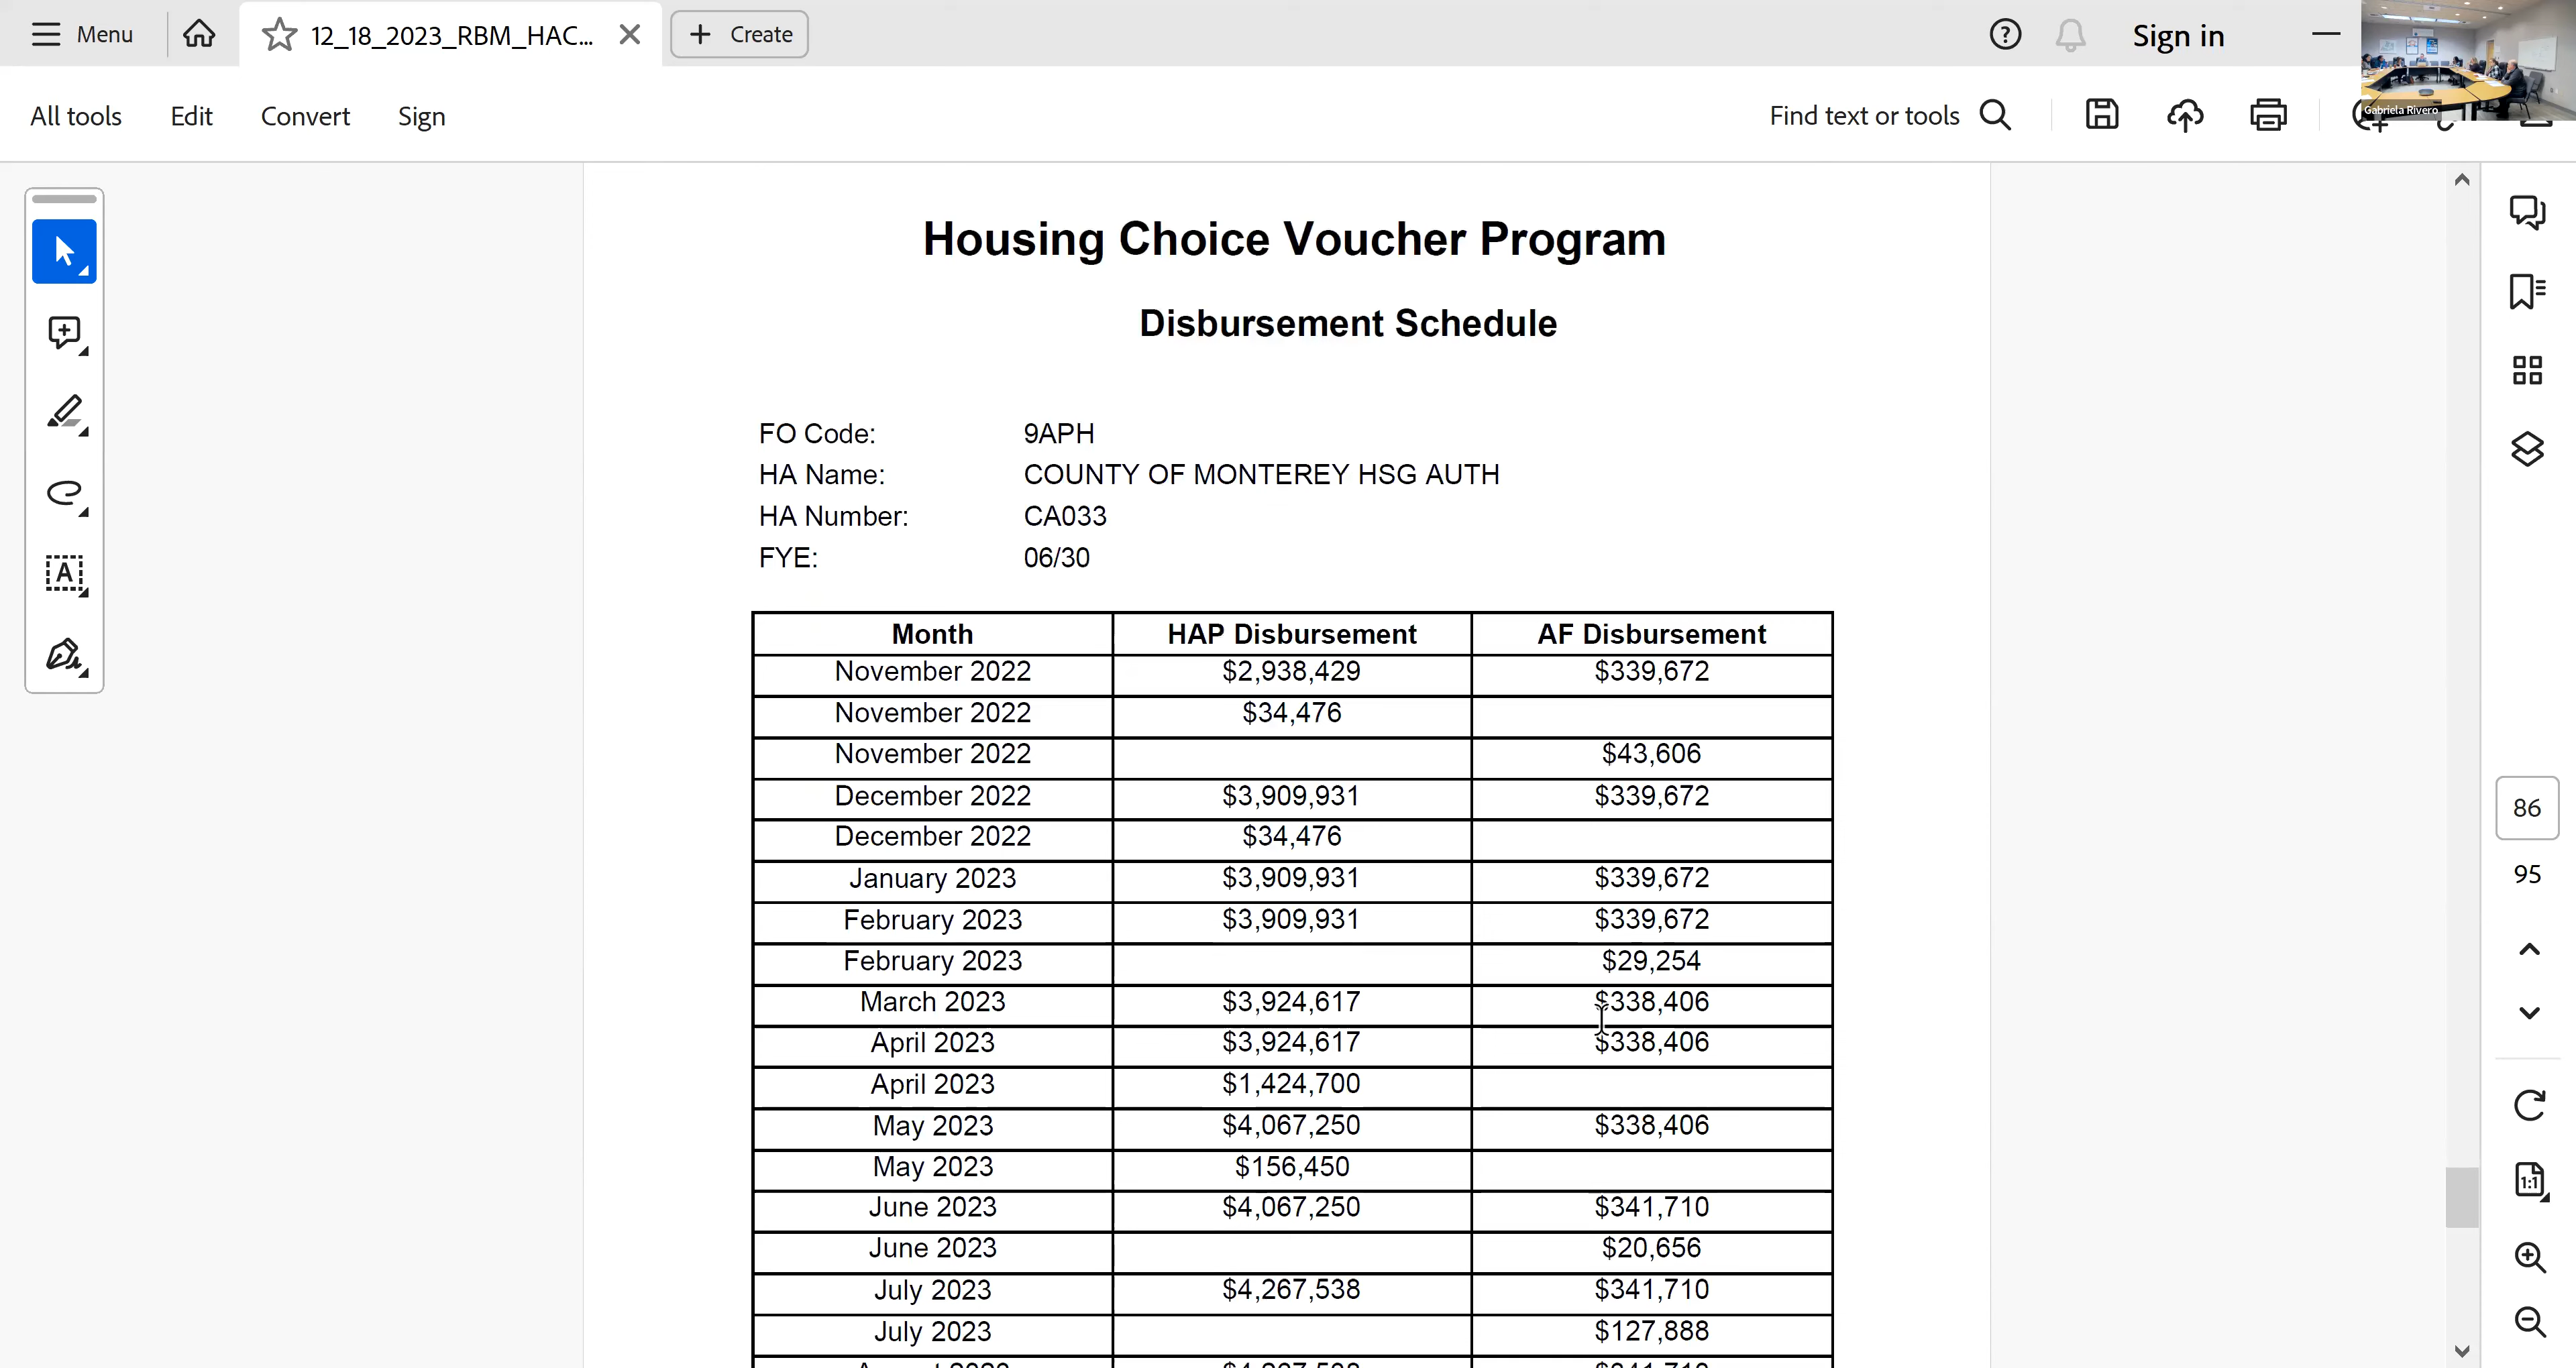 Menu
12_18_2023_RBM_HAC...
Create
Sign in
All tools Edit Convert Sign
Find text or tools
Gabriela Rivero
Housing Choice Voucher Program
Disbursement Schedule
FO Code: 9APH
HA Name: COUNTY OF MONTEREY HSG AUTH
HA Number: CA033
FYE: 06/30
Month HAP Disbursement AF Disbursement
November 2022 $2,938,429 $339,672
November 2022 $34,476
November 2022 $43,606
December 2022 $3,909,931 $339,672
December 2022 $34,476
January 2023 $3,909,931 $339,672
February 2023 $3,909,931 $339,672
February 2023 $29,254
March 2023 $3,924,617 $338,406
April 2023 $3,924,617 $338,406
April 2023 $1,424,700
May 2023 $4,067,250 $338,406
May 2023 $156,450
June 2023 $4,067,250 $341,710
June 2023 $20,656
July 2023 $4,267,538 $341,710
July 2023 $127,888
86
95
1:1